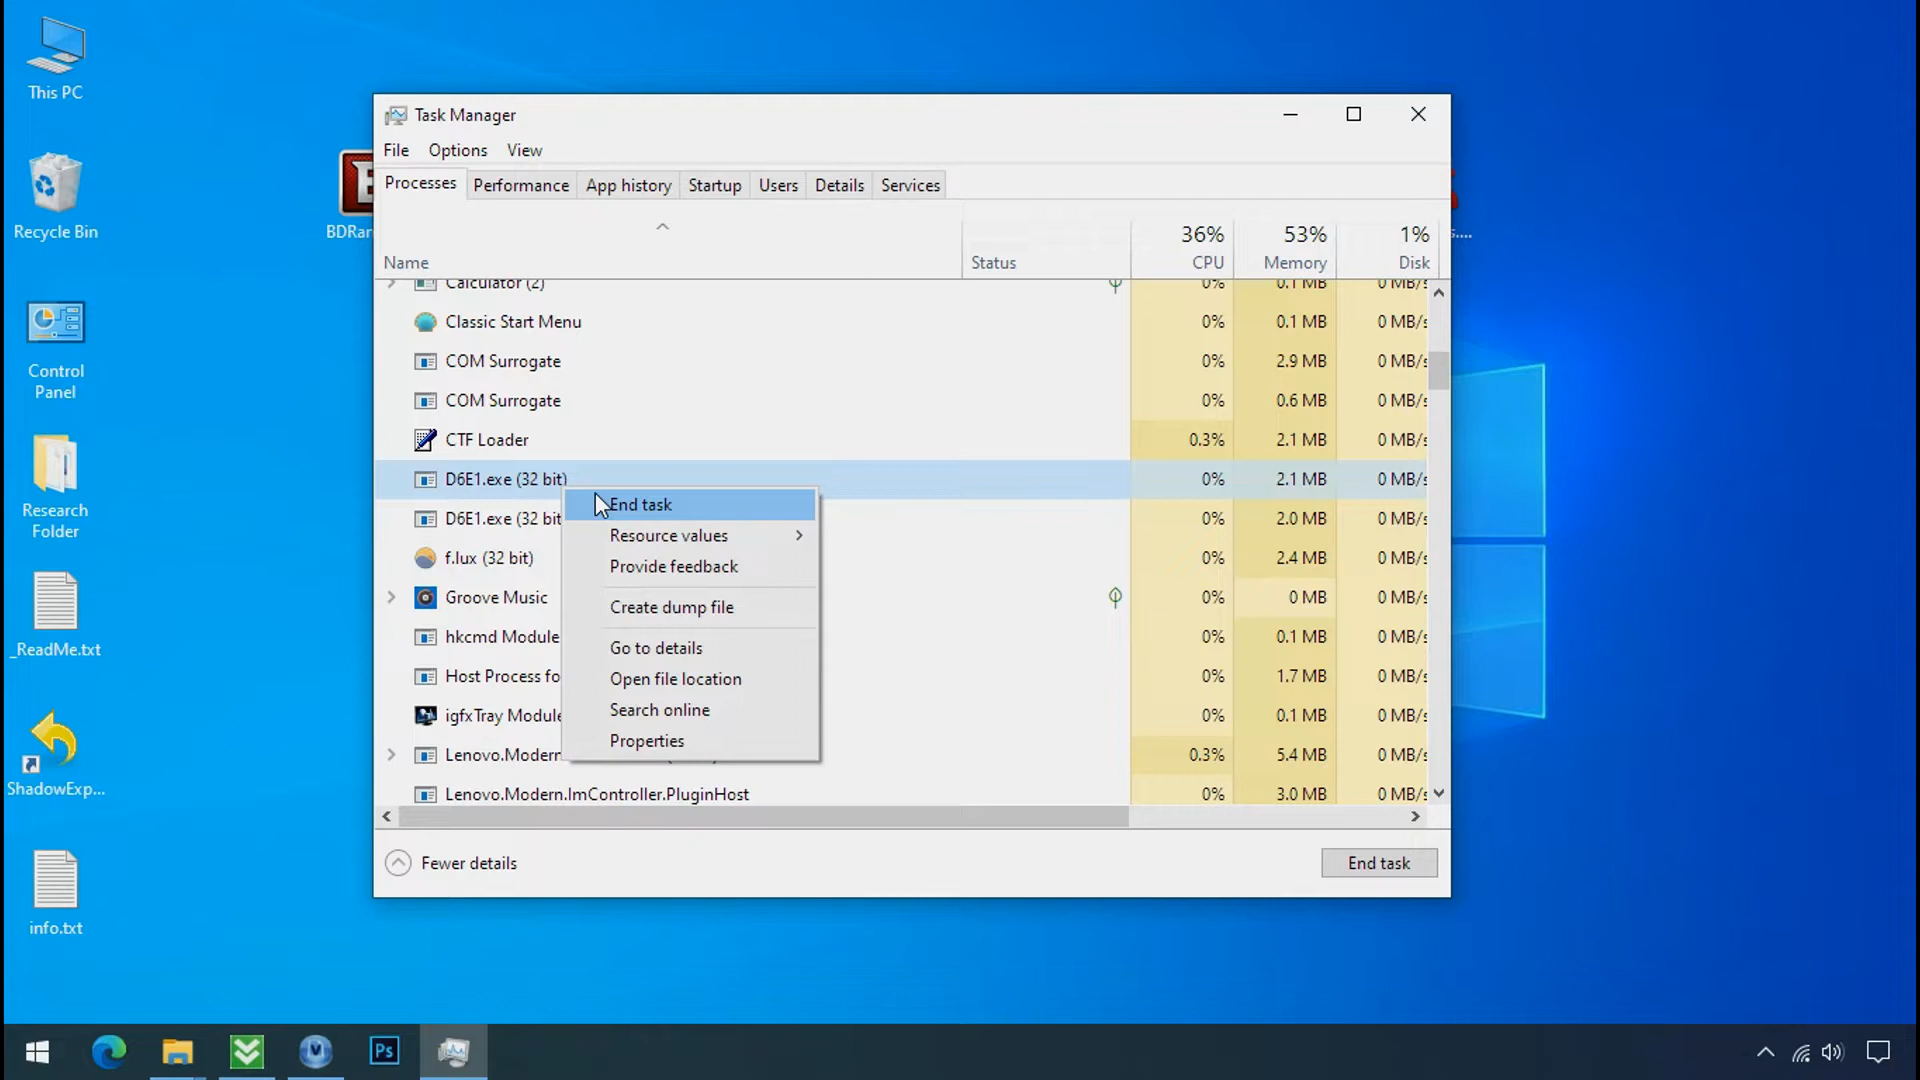 This PC
Recycle Bin
Control
Panel
Research
Folder
_ReadMe.txt
ShadowExp...
info.txt
BDRar
s....
Task Manager
File Options View
Processes Performance App history Startup Users Details Services
36% 53% 1%
Name Status CPU Memory Disk
Calculator (2) 0% 0.1 MB 0 MB/s
Classic Start Menu 0% 0.1 MB 0 MB/s
COM Surrogate 0% 2.9 MB 0 MB/s
COM Surrogate 0% 0.6 MB 0 MB/s
CTF Loader 0.3% 2.1 MB 0 MB/s
D6E1.exe (32 bit) 0% 2.1 MB 0 MB/s
D6E1.exe (32 bit 0% 2.0 MB 0 MB/s
f.lux (32 bit) 0% 2.4 MB 0 MB/s
Groove Music 0% 0 MB 0 MB/s
hkcmd Module 0% 0.1 MB 0 MB/s
Host Process fo 0% 1.7 MB 0 MB/s
igfxTray Module 0% 0.1 MB 0 MB/s
Lenovo.Modern 0.3% 5.4 MB 0 MB/s
Lenovo.Modern.ImController.PluginHost 0% 3.0 MB 0 MB/s
End task
Resource values
Provide feedback
Create dump file
Go to details
Open file location
Search online
Properties
Fewer details
End task
Ps